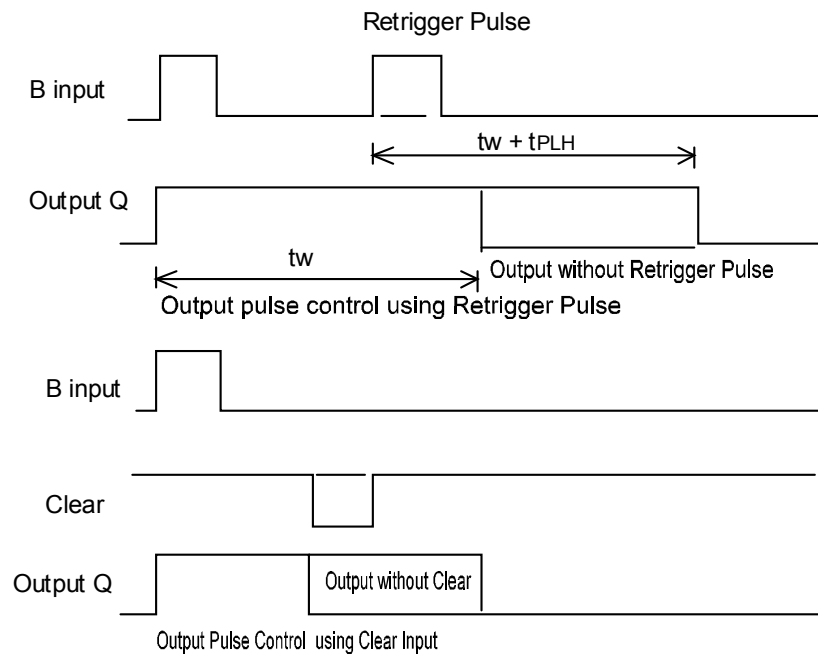 Retrigger Pulse
B input
tw + tPLH
Output Q
tw
Output without Retrigger Pulse
Output pulse control using Retrigger Pulse
B input
Clear
Output Q
Output without Clear
Output Pulse Control using Clear Input